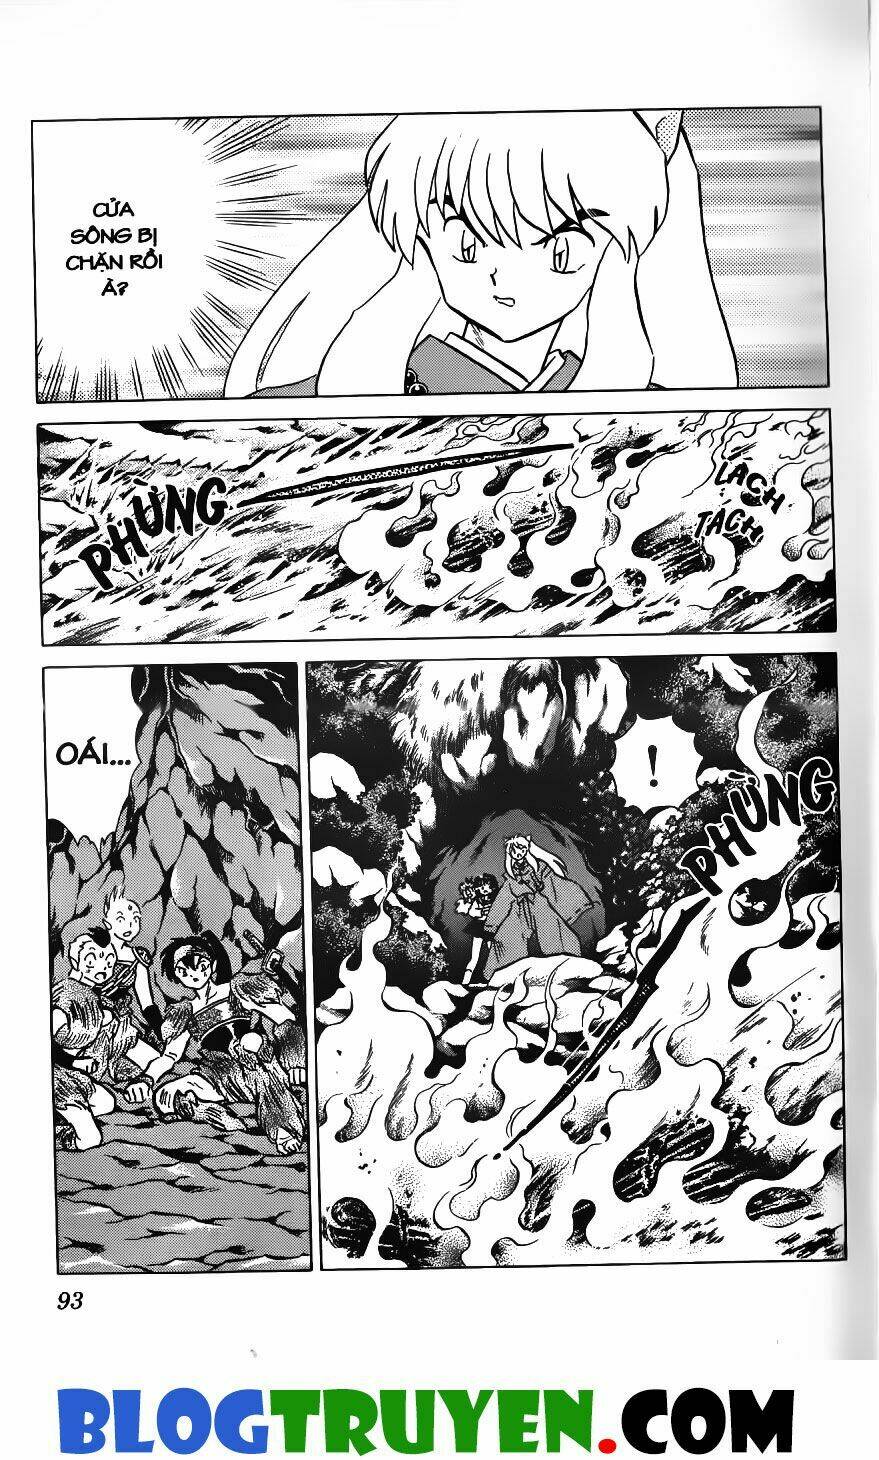 CỬA
SÔNG BỊ
CHẶN RỒI
À?
PHÙNG
LÁCH
TÁCH
OÁI...
!
PHÙNG
93
BLOGTRUYEN.COM